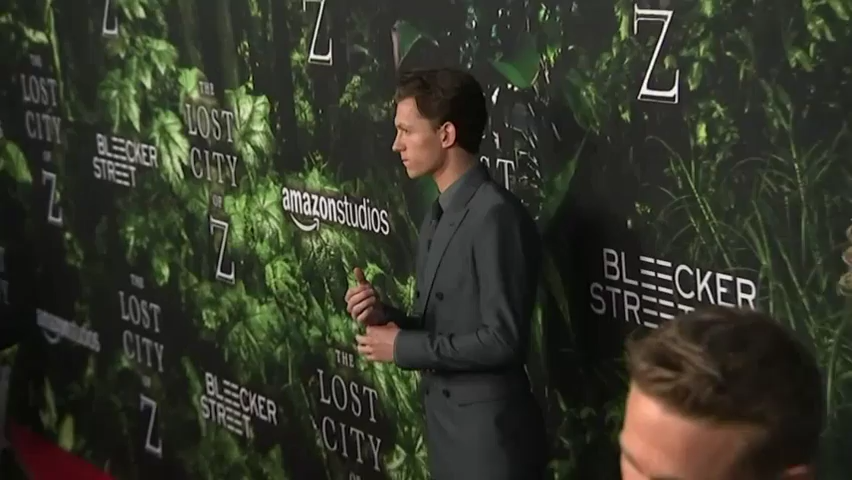 Z
Z
Z
THE
LOST
CITY
OF
Z
BLEECKER
STREET
THE
LOST
CITY
OF
Z
amazonstudios
BLEECKER
STREET
THE
LOST
CITY
OF
Z
amazonstudios
BLEECKER
STREET
THE
LOST
CITY